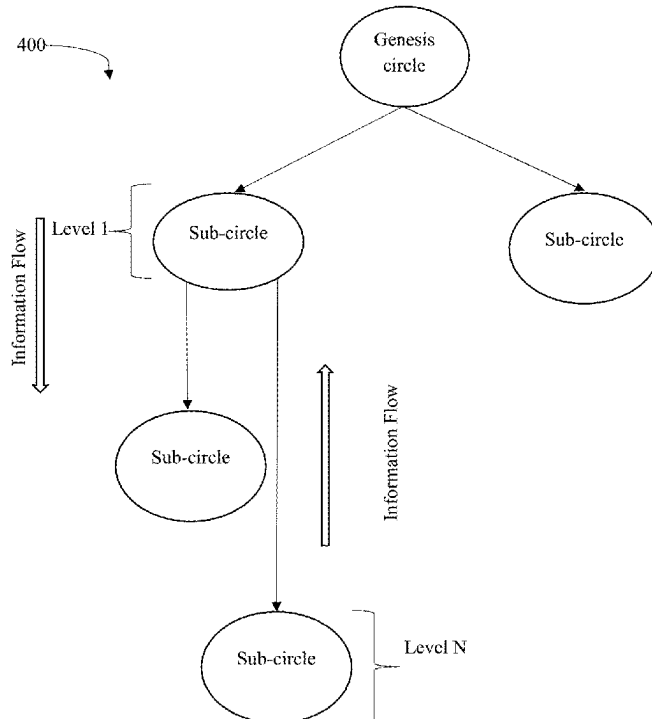 400
Genesis
circle
Level 1
Sub-circle
Sub-circle
Information Flow
Sub-circle
Information Flow
Sub-circle
Level N